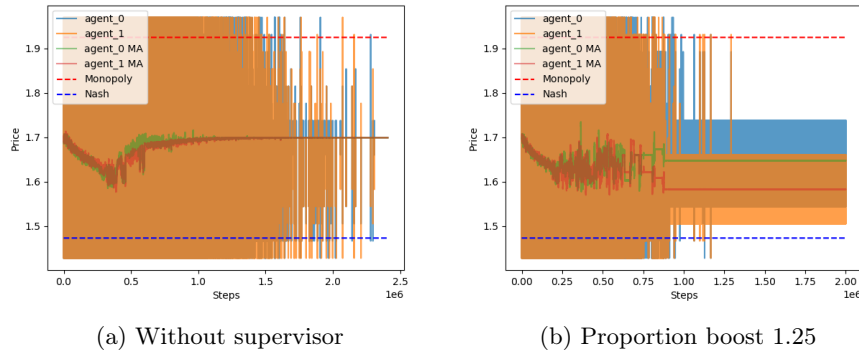 agent_0
agent_1
agent_0 MA
agent_1 MA
Monopoly
Nash
1.9
1.8
1.7
1.6
1.5
Price
0.0
0.5
1.0
1.5
2.0
2.5
Steps
1e6
(a) Without supervisor
agent_0
agent_1
agent_0 MA
agent_1 MA
Monopoly
Nash
1.9
1.8
1.7
1.6
1.5
Price
0.00
0.25
0.50
0.75
1.00
1.25
1.50
1.75
2.00
Steps
1e6
(b) Proportion boost 1.25